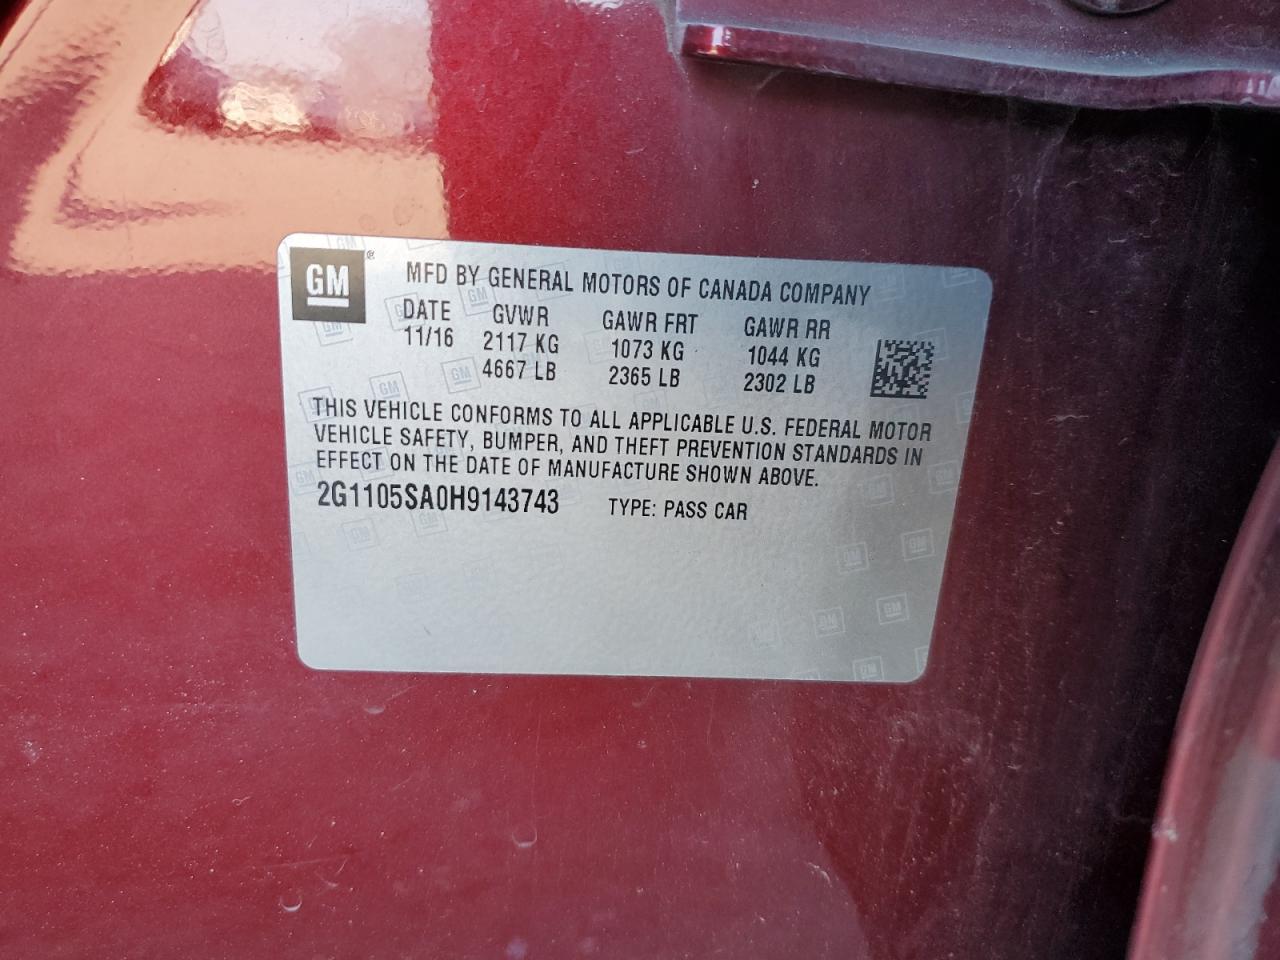 GM ®
MFD BY GENERAL MOTORS OF CANADA COMPANY
DATE GVWR GAWR FRT GAWR RR
11/16 2117 KG 1073 KG 1044 KG
4667 LB 2365 LB 2302 LB
THIS VEHICLE CONFORMS TO ALL APPLICABLE U.S. FEDERAL MOTOR
VEHICLE SAFETY, BUMPER, AND THEFT PREVENTION STANDARDS IN
EFFECT ON THE DATE OF MANUFACTURE SHOWN ABOVE.
2G1105SA0H9143743 TYPE: PASS CAR